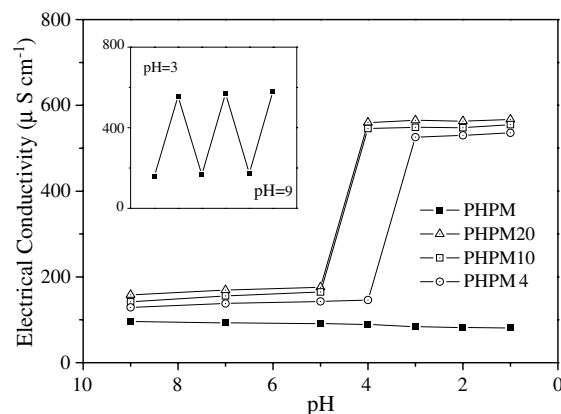 Electrical Conductivity (μ S cm⁻¹)
800
600
400
200
0
800
400
0
pH=3
pH=9
PHPM
PHPM20
PHPM10
PHPM 4
10
8
6
4
2
0
pH